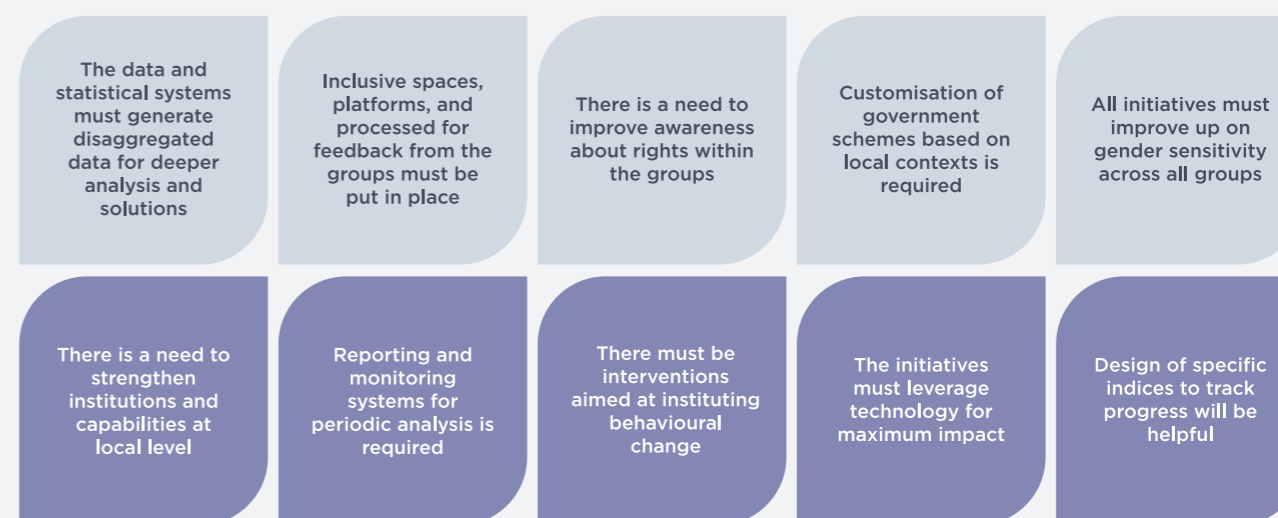 The data and
statistical systems
must generate
disaggregated
data for deeper
analysis and
solutions
Inclusive spaces,
platforms, and
processed for
feedback from the
groups must be
put in place
There is a need to
improve awareness
about rights within
the groups
Customisation of
government
schemes based on
local contexts is
required
All initiatives must
improve up on
gender sensitivity
across all groups
There is a need to
strengthen
institutions and
capabilities at
local level
Reporting and
monitoring
systems for
periodic analysis is
required
There must be
interventions
aimed at instituting
behavioural
change
The initiatives
must leverage
technology for
maximum impact
Design of specific
indices to track
progress will be
helpful